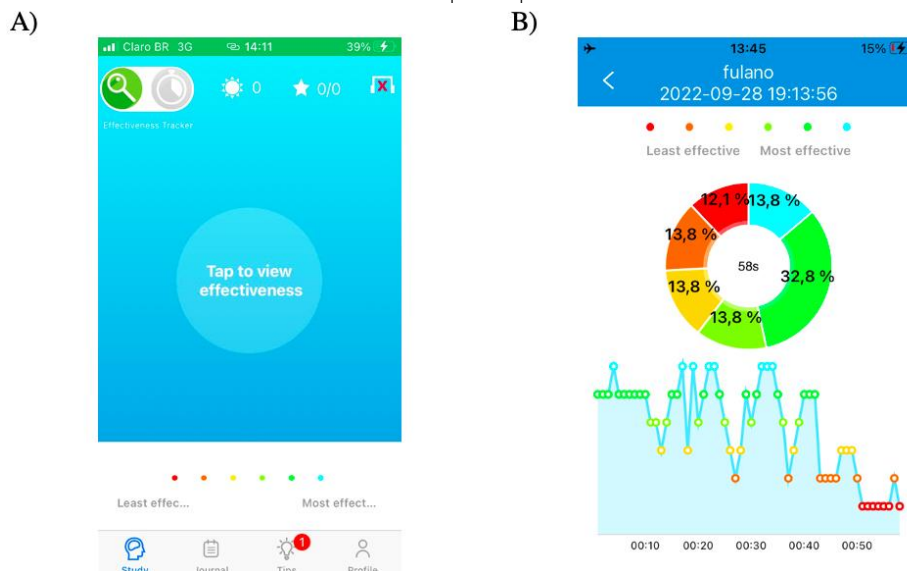 A)
Claro BR 3G 14:11 39%
0 0/0 X
Effectiveness Tracker
Tap to view
effectiveness
Least effec... Most effect...
1
Study Journal Tips Profile
B)
13:45 15%
fulano
2022-09-28 19:13:56
Least effective Most effective
12,1 % 13,8 %
13,8 %
58s
32,8 %
13,8 %
13,8 %
00:10 00:20 00:30 00:40 00:50